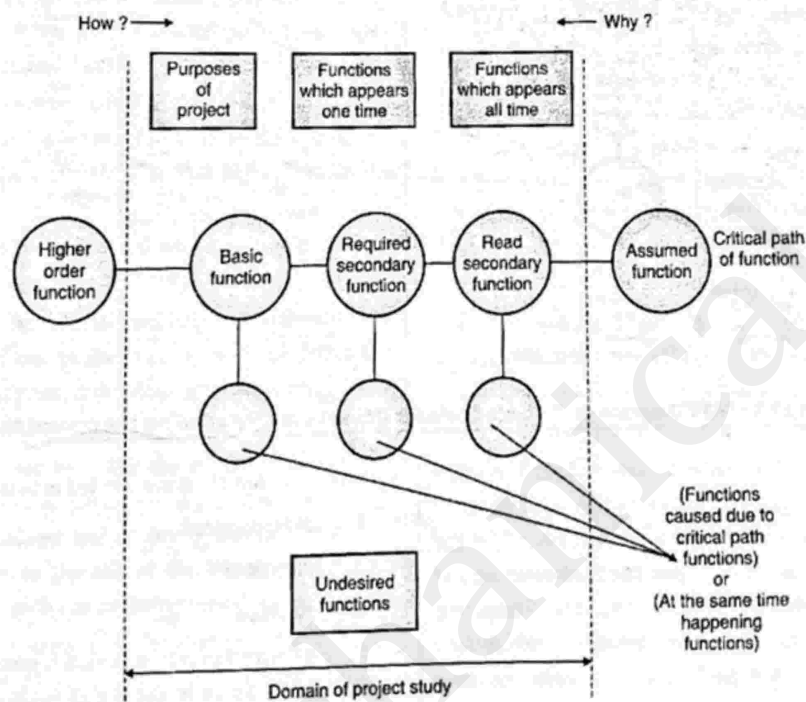 How ?
Why ?
Purposes
of
project
Functions
which appears
one time
Functions
which appears
all time
Higher
order
function
Basic
function
Required
secondary
function
Read
secondary
function
Assumed
function
Critical path
of function
(Functions
caused due to
critical path
functions)
or
(At the same time
happening
functions)
Undesired
functions
Domain of project study